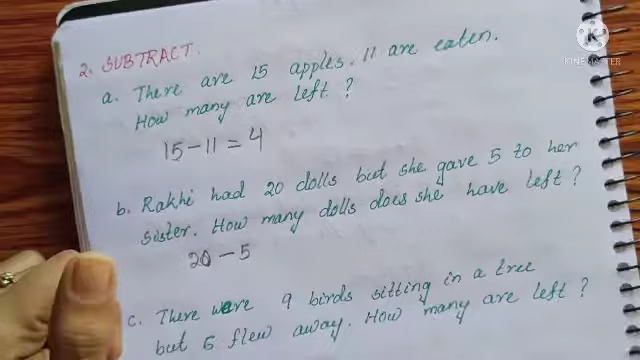 2. SUBTRACT.
a. There are 15 apples. 11 are eaten.
How many are left?
15 - 11 = 4
b. Rakhi had 20 dolls but she gave 5 to her
sister. How many dolls does she have left?
20 - 5
c. There were 9 birds sitting in a tree
but 6 flew away. How many are left?
K
KINEMASTER